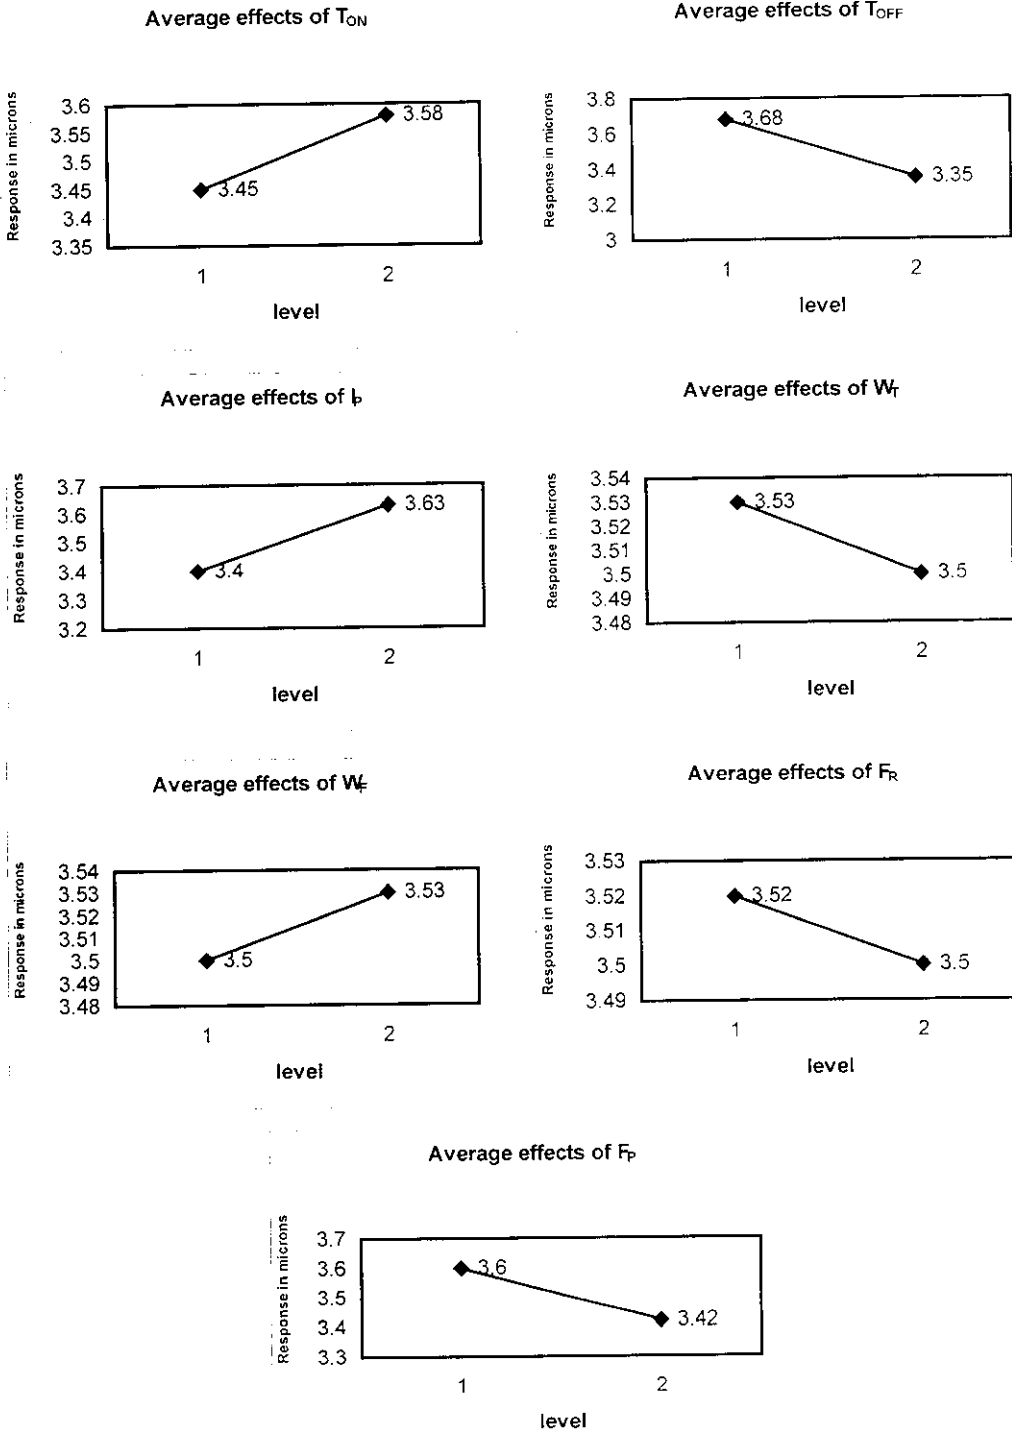 Average effects of TON
Response in microns
3.6
3.55
3.5
3.45
3.4
3.35
3.45
3.58
1 2
level
Average effects of TOFF
Response in microns
3.8
3.6
3.4
3.2
3
3.68
3.35
1 2
level
Average effects of IP
Response in microns
3.7
3.6
3.5
3.4
3.3
3.2
3.4
3.63
1 2
level
Average effects of WT
Response in microns
3.54
3.53
3.52
3.51
3.5
3.49
3.48
3.53
3.5
1 2
level
Average effects of WF
Response in microns
3.54
3.53
3.52
3.51
3.5
3.49
3.48
3.5
3.53
1 2
level
Average effects of FR
Response in microns
3.53
3.52
3.51
3.5
3.49
3.52
3.5
1 2
level
Average effects of FP
Response in microns
3.7
3.6
3.5
3.4
3.3
3.6
3.42
1 2
level